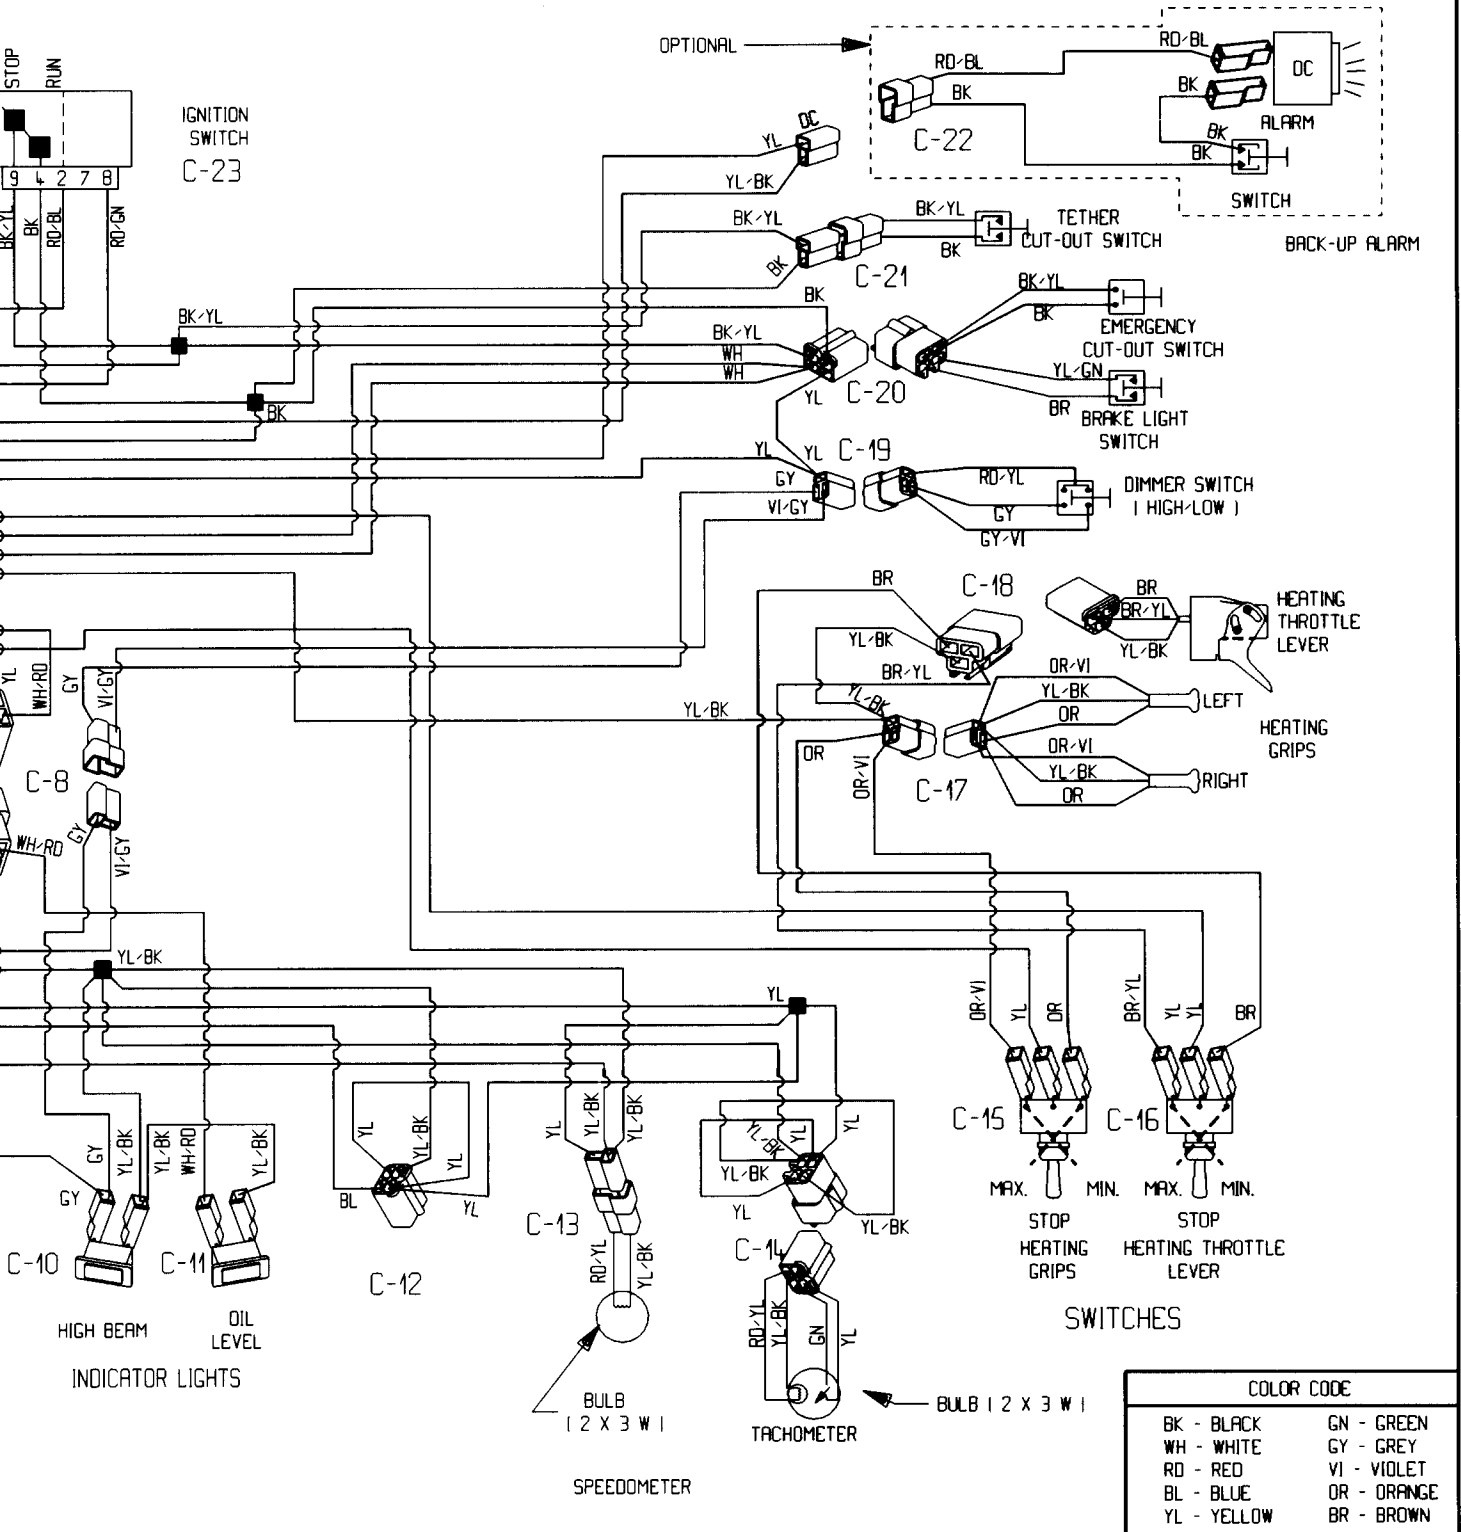 OPTIONAL
RD/BL
RD/BL
BK
BK
DC
ALARM
BK
BK
C-22
SWITCH
BACK-UP ALARM
STOP
RUN
IGNITION
SWITCH
C-23
9 4 2 7 8
BK/YL
BK
RD/BL
RD/GN
DC
YL
YL/BK
BK/YL
BK
C-21
BK/YL
BK
TETHER
CUT-OUT SWITCH
BK/YL
BK
BK
BK/YL
WH
WH
YL
C-20
BK/YL
BK
EMERGENCY
CUT-OUT SWITCH
YL/GN
BR
BRAKE LIGHT
SWITCH
YL
YL
C-19
GY
VI/GY
RD/YL
GY
GY/VI
DIMMER SWITCH
( HIGH/LOW )
BR
C-18
YL/BK
BR/YL
BR
BR/YL
YL/BK
HEATING
THROTTLE
LEVER
YL/BK
YL/BK
OR
OR/VI
C-17
OR/VI
YL/BK
OR
LEFT
OR/VI
YL/BK
OR
RIGHT
HEATING
GRIPS
YL
WH/RD
GY
VI/GY
C-8
WH/RD
GY
VI/GY
YL/BK
YL
OR/VI
YL
OR
BR/YL
YL
YL
BR
C-15
C-16
MAX.
MIN.
MAX.
MIN.
STOP
HEATING
GRIPS
STOP
HEATING THROTTLE
LEVER
SWITCHES
GY
GY
YL/BK
YL/BK
WH/RD
YL/BK
C-10
C-11
HIGH BEAM
OIL
LEVEL
INDICATOR LIGHTS
YL
YL/BK
YL
BL
YL
C-12
YL
YL/BK
YL/BK
C-13
RD/YL
YL/BK
BULB
( 2 X 3 W )
SPEEDOMETER
YL/BK
YL
YL
YL/BK
YL
YL/BK
C-14
RD/YL
YL/BK
GN
YL
TACHOMETER
BULB ( 2 X 3 W )
COLOR CODE
BK - BLACK GN - GREEN
WH - WHITE GY - GREY
RD - RED VI - VIOLET
BL - BLUE OR - ORANGE
YL - YELLOW BR - BROWN